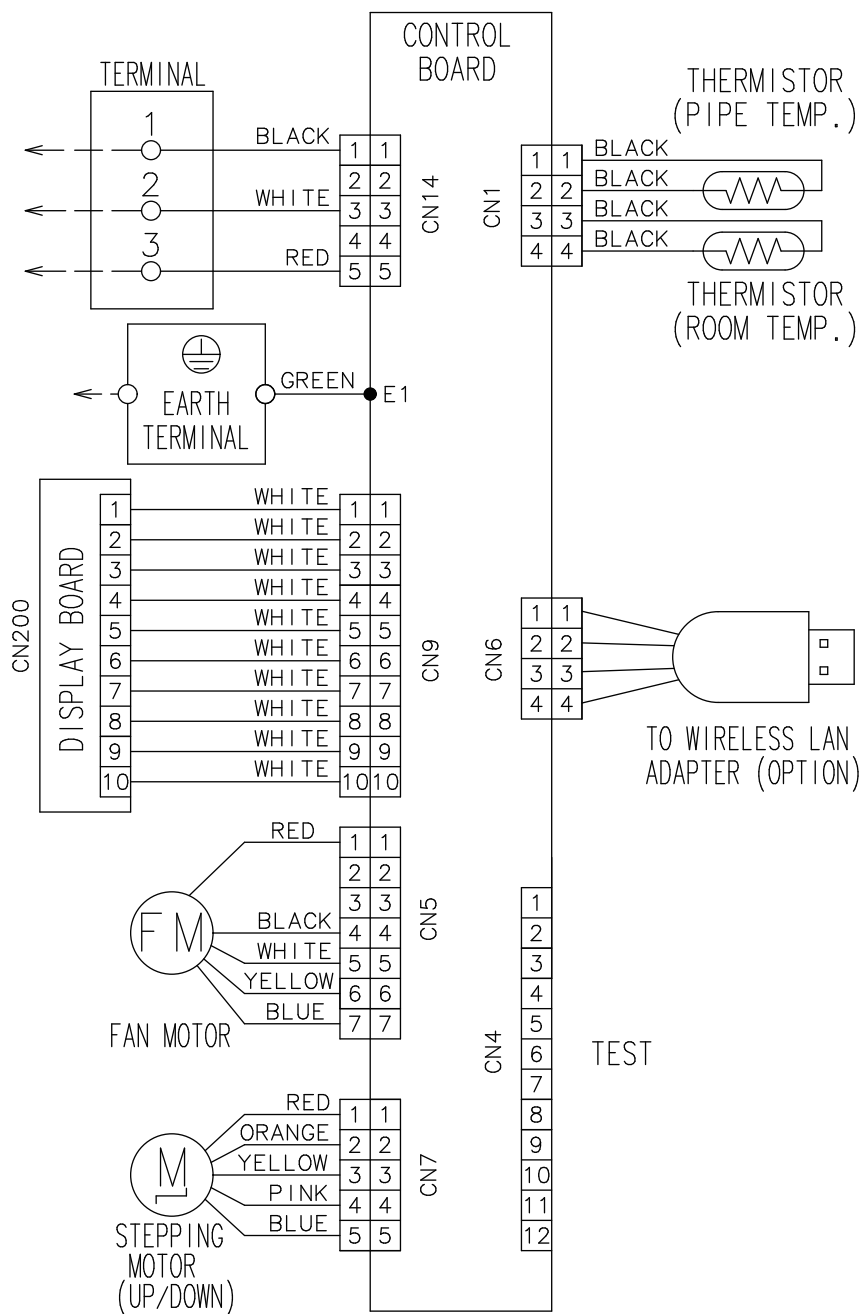 CONTROL
BOARD
TERMINAL
1
BLACK
1 1
2 2
2
WHITE
3 3
4 4
3
RED
5 5
CN14
EARTH
TERMINAL
GREEN
E1
CN200
DISPLAY BOARD
1 WHITE 1 1
2 WHITE 2 2
3 WHITE 3 3
4 WHITE 4 4
5 WHITE 5 5
6 WHITE 6 6
7 WHITE 7 7
8 WHITE 8 8
9 WHITE 9 9
10 WHITE 10 10
CN9
FM
FAN MOTOR
RED 1 1
2 2
3 3
BLACK 4 4
WHITE 5 5
YELLOW 6 6
BLUE 7 7
CN5
M
STEPPING
MOTOR
(UP/DOWN)
RED 1 1
ORANGE 2 2
YELLOW 3 3
PINK 4 4
BLUE 5 5
CN7
THERMISTOR
(PIPE TEMP.)
CN1
1 1 BLACK
2 2 BLACK
3 3 BLACK
4 4 BLACK
THERMISTOR
(ROOM TEMP.)
CN6
1 1
2 2
3 3
4 4
TO WIRELESS LAN
ADAPTER (OPTION)
CN4
1
2
3
4
5
6
7
8
9
10
11
12
TEST